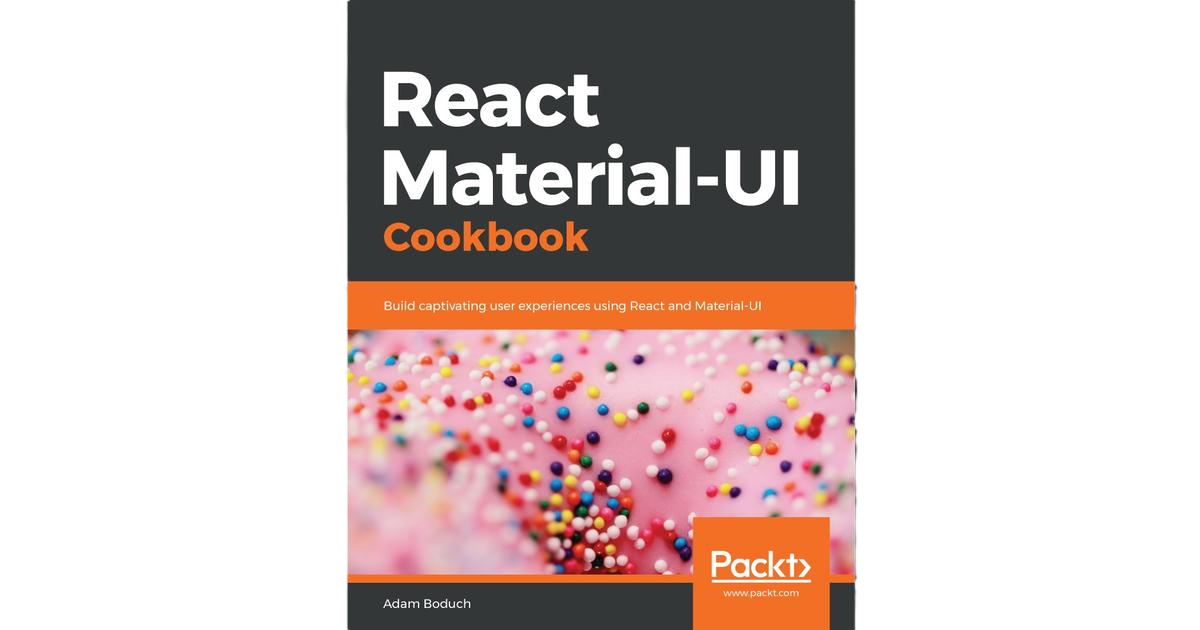 React
Material-UI
Cookbook
Build captivating user experiences using React and Material-UI
Packt>
www.packt.com
Adam Boduch